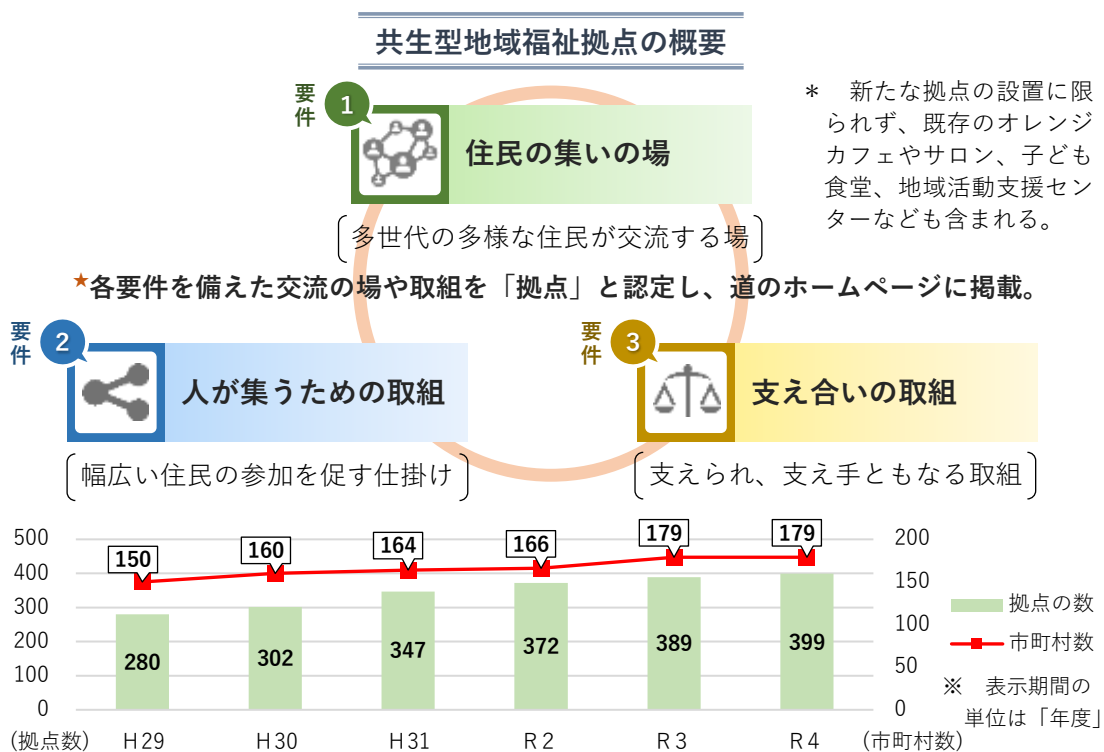 共生型地域福祉拠点の概要
要件
1
住民の集いの場
多世代の多様な住民が交流する場
＊　新たな拠点の設置に限
られず、既存のオレンジ
カフェやサロン、子ども
食堂、地域活動支援セン
ターなども含まれる。
★各要件を備えた交流の場や取組を「拠点」と認定し、道のホームページに掲載。
要件
2
人が集うための取組
幅広い住民の参加を促す仕掛け
要件
3
支え合いの取組
支えられ、支え手ともなる取組
500
400
300
200
100
0
(拠点数)
150
160
164
166
179
179
280
302
347
372
389
399
H29
H30
H31
R2
R3
R4
200
150
100
50
0
(市町村数)
拠点の数
市町村数
※　表示期間の
単位は「年度」